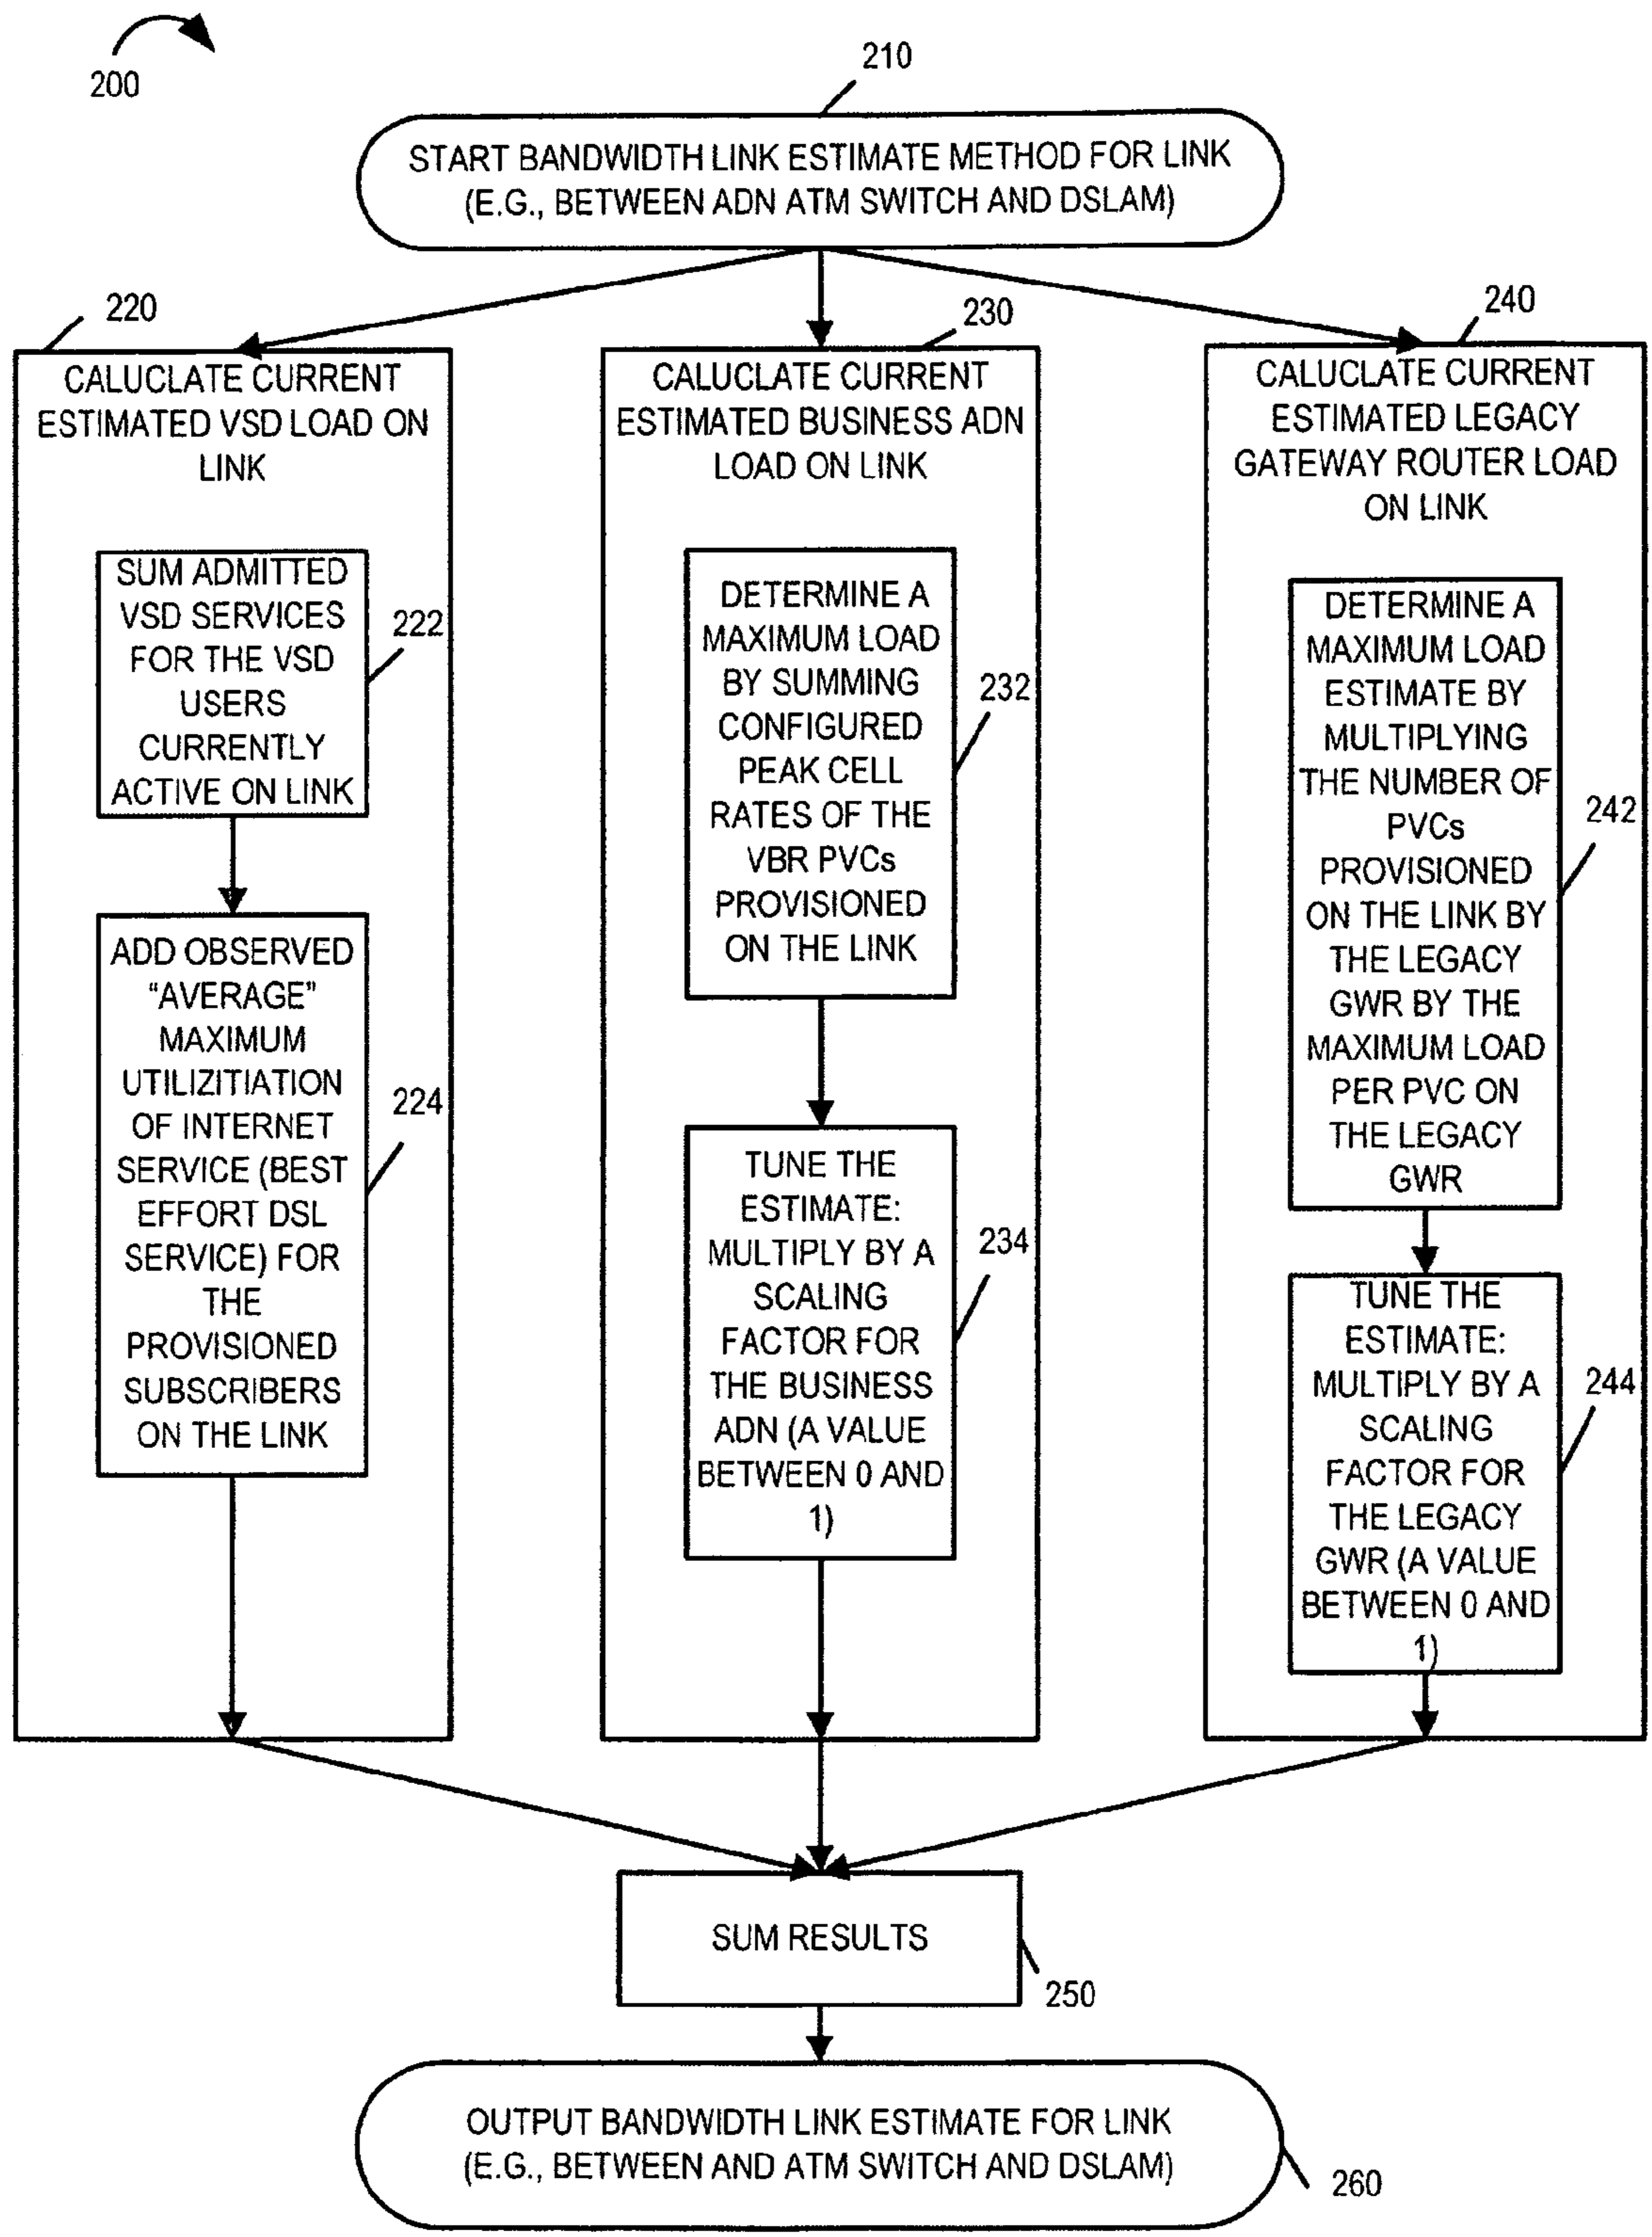 200
210
START BANDWIDTH LINK ESTIMATE METHOD FOR LINK
(E.G., BETWEEN ADN ATM SWITCH AND DSLAM)
220
CALUCLATE CURRENT
ESTIMATED VSD LOAD ON
LINK
SUM ADMITTED
VSD SERVICES
FOR THE VSD
USERS
CURRENTLY
ACTIVE ON LINK
222
ADD OBSERVED
"AVERAGE"
MAXIMUM
UTILIZITIATION
OF INTERNET
SERVICE (BEST
EFFORT DSL
SERVICE) FOR
THE
PROVISIONED
SUBSCRIBERS
ON THE LINK
224
230
CALUCLATE CURRENT
ESTIMATED BUSINESS ADN
LOAD ON LINK
DETERMINE A
MAXIMUM LOAD
BY SUMMING
CONFIGURED
PEAK CELL
RATES OF THE
VBR PVCs
PROVISIONED
ON THE LINK
232
TUNE THE
ESTIMATE:
MULTIPLY BY A
SCALING
FACTOR FOR
THE BUSINESS
ADN (A VALUE
BETWEEN 0 AND
1)
234
240
CALUCLATE CURRENT
ESTIMATED LEGACY
GATEWAY ROUTER LOAD
ON LINK
DETERMINE A
MAXIMUM LOAD
ESTIMATE BY
MULTIPLYING
THE NUMBER OF
PVCs
PROVISIONED
ON THE LINK BY
THE LEGACY
GWR BY THE
MAXIMUM LOAD
PER PVC ON
THE LEGACY
GWR
242
TUNE THE
ESTIMATE:
MULTIPLY BY A
SCALING
FACTOR FOR
THE LEGACY
GWR (A VALUE
BETWEEN 0 AND
1)
244
SUM RESULTS
250
OUTPUT BANDWIDTH LINK ESTIMATE FOR LINK
(E.G., BETWEEN AND ATM SWITCH AND DSLAM)
260